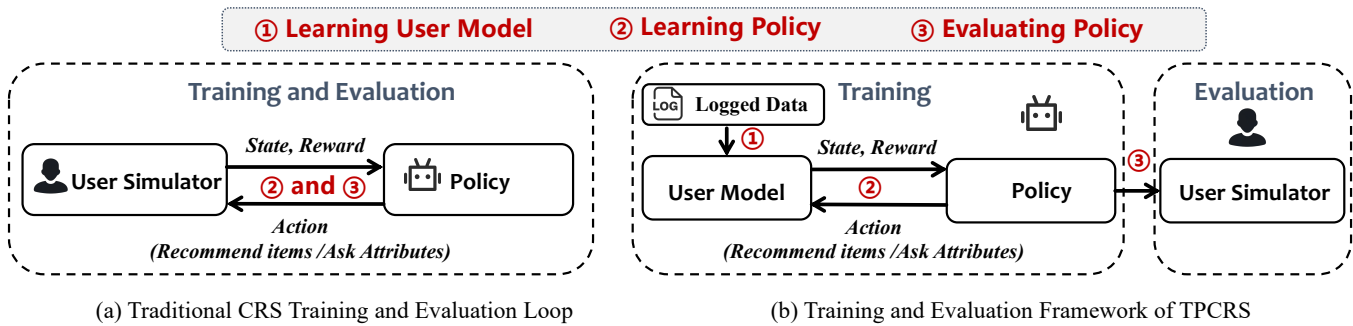 ① Learning User Model ② Learning Policy ③ Evaluating Policy
Training and Evaluation
State, Reward
User Simulator
② and ③
Policy
Action
(Recommend items /Ask Attributes)
(a) Traditional CRS Training and Evaluation Loop
LOG Logged Data
Training
①
State, Reward
User Model
②
Policy
Action
(Recommend items /Ask Attributes)
③
Evaluation
User Simulator
(b) Training and Evaluation Framework of TPCRS